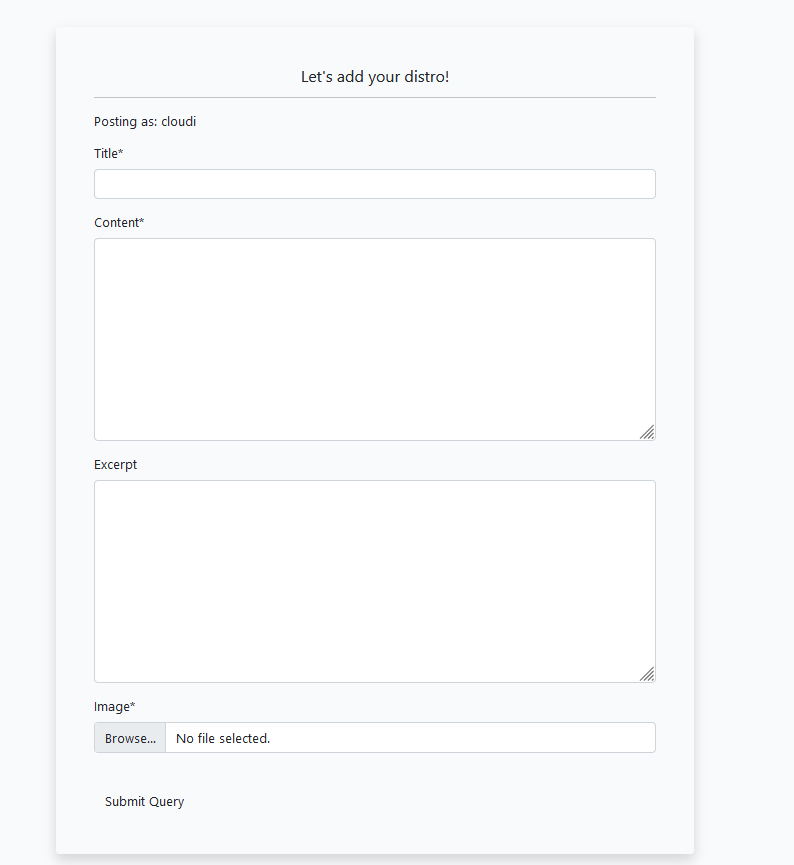 Let's add your distro!
Posting as: cloudi
Title*
Content*
Excerpt
Image*
Browse... No file selected.
Submit Query